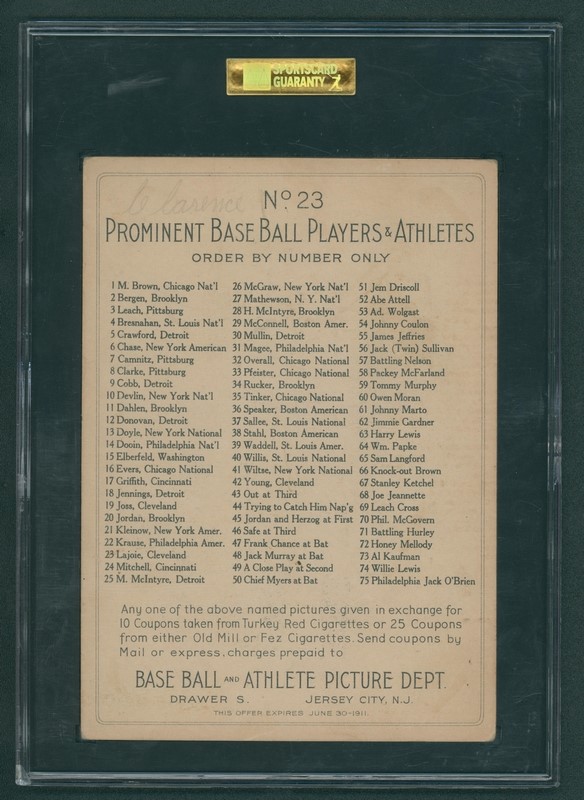 SPORTSCARD
GUARANTY
Clarence
Nº 23
PROMINENT BASE BALL PLAYERS & ATHLETES
ORDER BY NUMBER ONLY
1 M. Brown, Chicago Nat'l
2 Bergen, Brooklyn
3 Leach, Pittsburg
4 Bresnahan, St. Louis Nat'l
5 Crawford, Detroit
6 Chase, New York American
7 Camnitz, Pittsburg
8 Clarke, Pittsburg
9 Cobb, Detroit
10 Devlin, New York Nat'l
11 Dahlen, Brooklyn
12 Donovan, Detroit
13 Doyle, New York National
14 Dooin, Philadelphia Nat'l
15 Elberfeld, Washington
16 Evers, Chicago National
17 Griffith, Cincinnati
18 Jennings, Detroit
19 Joss, Cleveland
20 Jordan, Brooklyn
21 Kleinow, New York Amer.
22 Krause, Philadelphia Amer.
23 Lajoie, Cleveland
24 Mitchell, Cincinnati
25 M. McIntyre, Detroit
26 McGraw, New York Nat'l
27 Mathewson, N. Y. Nat'l
28 H. McIntyre, Brooklyn
29 McConnell, Boston Amer.
30 Mullin, Detroit
31 Magee, Philadelphia Nat'l
32 Overall, Chicago National
33 Pfeister, Chicago National
34 Rucker, Brooklyn
35 Tinker, Chicago National
36 Speaker, Boston American
37 Sallee, St. Louis National
38 Stahl, Boston American
39 Waddell, St. Louis Amer.
40 Willis, St. Louis National
41 Wiltse, New York National
42 Young, Cleveland
43 Out at Third
44 Trying to Catch Him Nap'g
45 Jordan and Herzog at First
46 Safe at Third
47 Frank Chance at Bat
48 Jack Murray at Bat
49 A Close Play at Second
50 Chief Myers at Bat
51 Jem Driscoll
52 Abe Attell
53 Ad. Wolgast
54 Johnny Coulon
55 James Jeffries
56 Jack (Twin) Sullivan
57 Battling Nelson
58 Packey McFarland
59 Tommy Murphy
60 Owen Moran
61 Johnny Marto
62 Jimmie Gardner
63 Harry Lewis
64 Wm. Papke
65 Sam Langford
66 Knock-out Brown
67 Stanley Ketchel
68 Joe Jeannette
69 Leach Cross
70 Phil. McGovern
71 Battling Hurley
72 Honey Mellody
73 Al Kaufman
74 Willie Lewis
75 Philadelphia Jack O'Brien
Any one of the above named pictures given in exchange for
10 Coupons taken from Turkey Red Cigarettes or 25 Coupons
from either Old Mill or Fez Cigarettes. Send coupons by
Mail or express, charges prepaid to
BASE BALL AND ATHLETE PICTURE DEPT.
DRAWER S. JERSEY CITY, N.J.
THIS OFFER EXPIRES JUNE 30-1911.